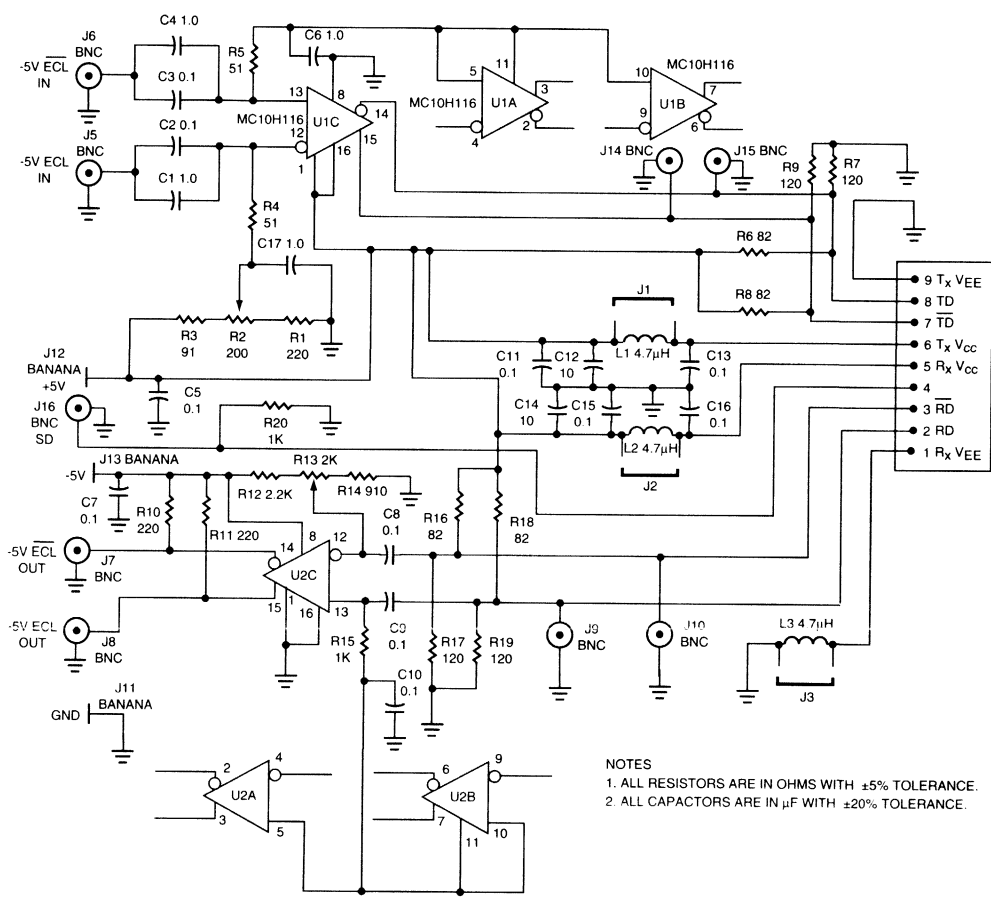 J6
BNC
-5V ECL
IN
C4 1.0
C3 0.1
C2 0.1
C1 1.0
J5
BNC
-5V ECL
IN
R5
51
C6 1.0
13
8
14
MC10H116
U1C
12
15
16
1
R4
51
C17 1.0
5
11
3
MC10H116
U1A
2
4
MC10H116
10
7
U1B
9
6
J14 BNC
J15 BNC
R9
120
R7
120
R6 82
R8 82
R3
91
R2
200
R1
220
J12
BANANA
+5V
C5
0.1
J16
BNC
SD
R20
1K
J1
L1 4.7μH
C11
0.1
C12
10
C13
0.1
C14
10
C15
0.1
C16
0.1
L2 4.7μH
J2
9 Tx VEE
8 TD
7 TD
6 Tx VCC
5 Rx VCC
4
3 RD
2 RD
1 Rx VEE
J13 BANANA
-5V
C7
0.1
R10
220
R11 220
R12 2.2K
R13 2K
R14 910
C8
0.1
R16
82
R18
82
-5V ECL
OUT
J7
BNC
14
8
12
U2C
15
1
16
13
-5V ECL
OUT
J8
BNC
R15
1K
C9
0.1
C10
0.1
R17
120
R19
120
J9
BNC
J10
BNC
L3 4.7μH
J3
J11
BANANA
GND
2
4
U2A
3
5
6
9
U2B
7
11
10
NOTES
1. ALL RESISTORS ARE IN OHMS WITH ±5% TOLERANCE.
2. ALL CAPACTORS ARE IN μF WITH ±20% TOLERANCE.